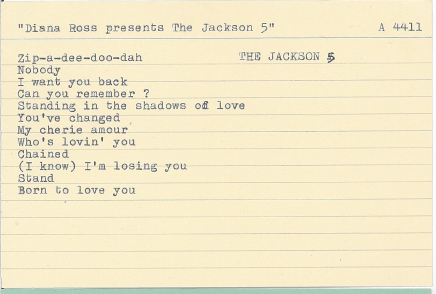 "Diana Ross presents The Jackson 5" A 4411
Zip-a-dee-doo-dah THE JACKSON 5
Nobody
I want you back
Can you remember ?
Standing in the shadows of love
You've changed
My cherie amour
Who's lovin' you
Chained
(I know) I'm losing you
Stand
Born to love you